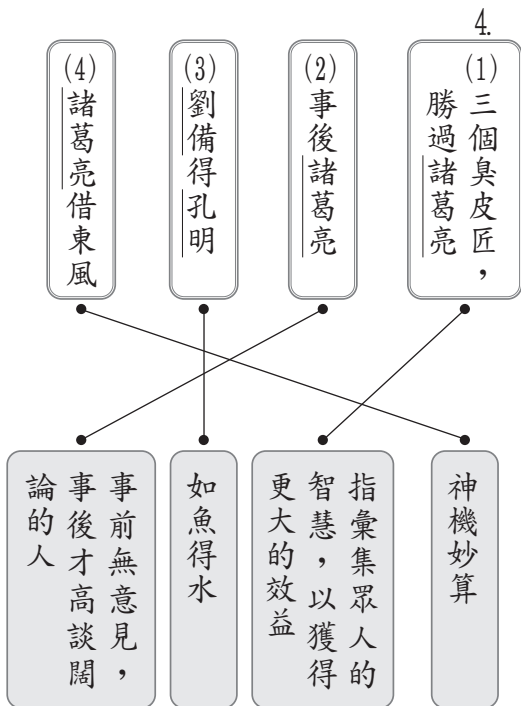 4.
(1)三個臭皮匠，
勝過諸葛亮
(2)事後諸葛亮
(3)劉備得孔明
(4)諸葛亮借東風
神機妙算
指彙集眾人的
智慧，以獲得
更大的效益
如魚得水
事前無意見，
事後才高談闊
論的人